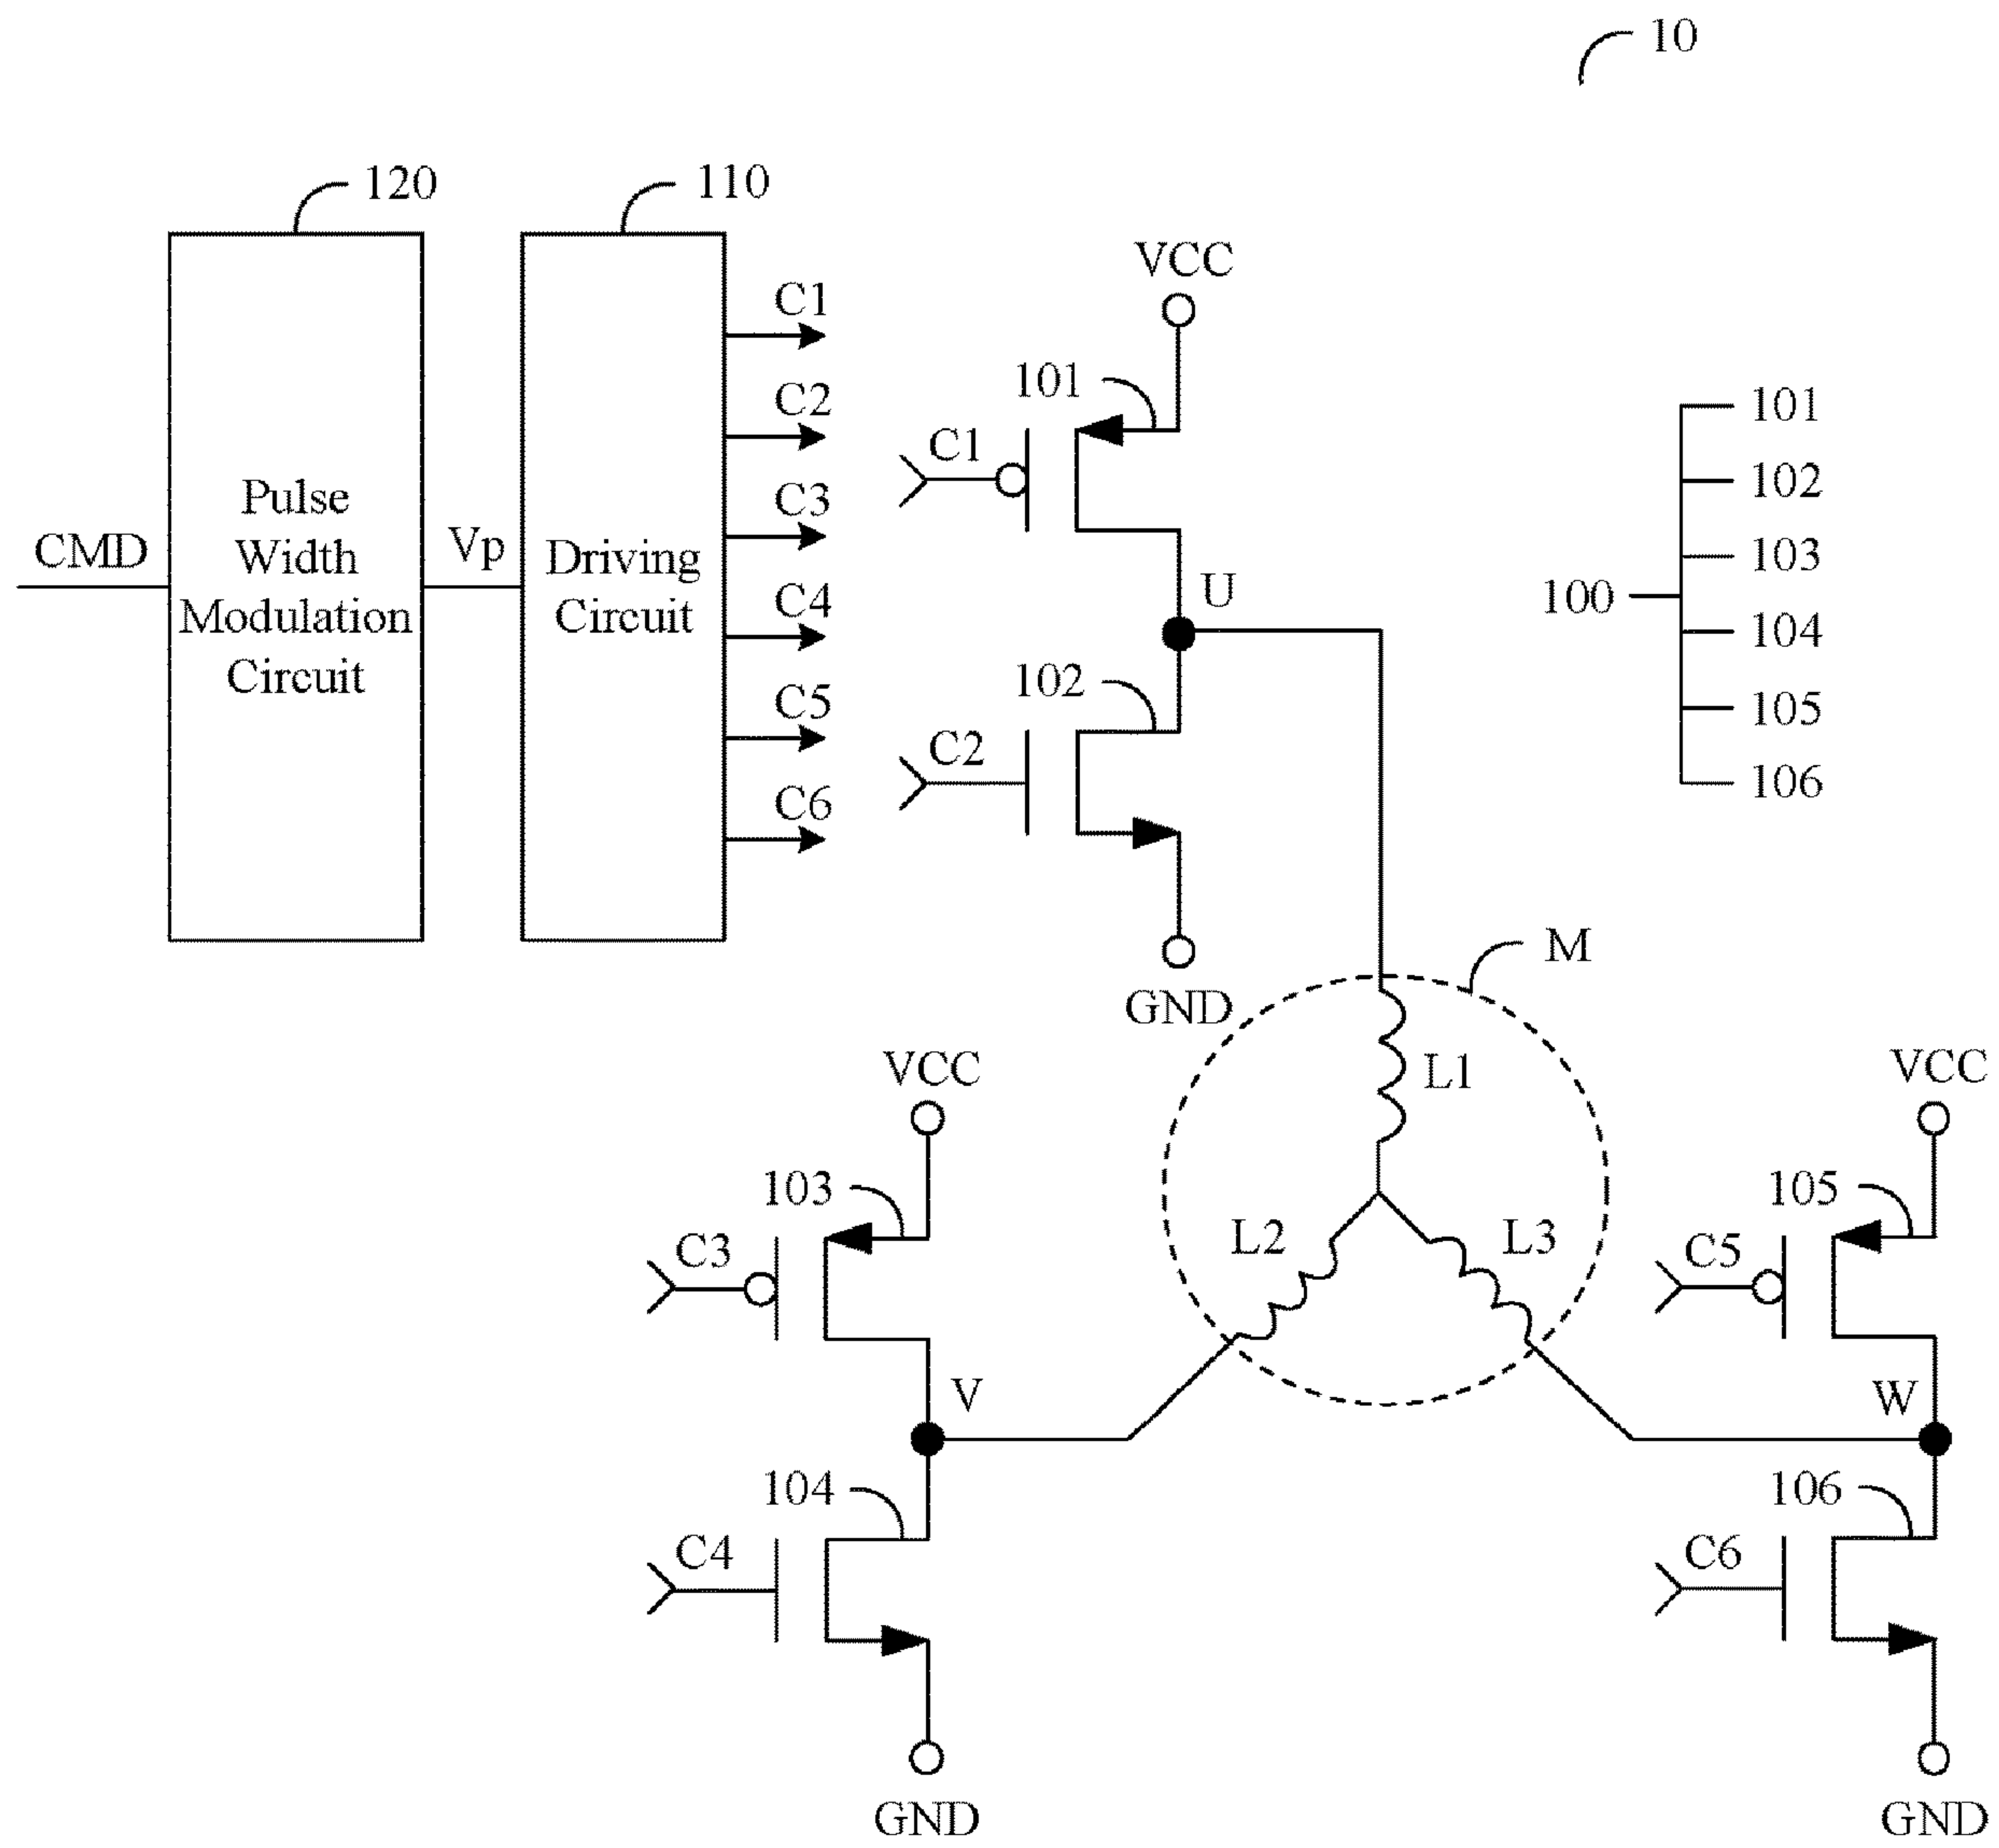 10
120
110
CMD
Pulse
Width
Modulation
Circuit
Vp
Driving
Circuit
C1
C2
C3
C4
C5
C6
VCC
101
C1
U
102
C2
GND
100
101
102
103
104
105
106
M
L1
L2
L3
VCC
103
C3
V
104
C4
GND
VCC
105
C5
W
106
C6
GND